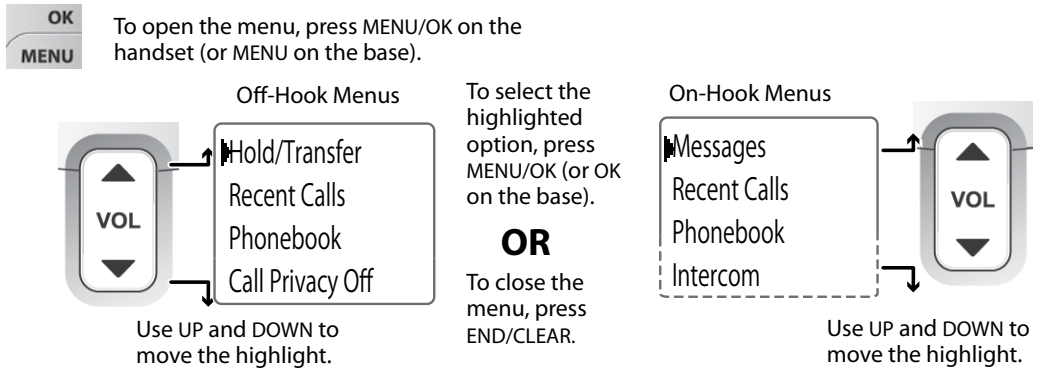 OK
MENU
To open the menu, press MENU/OK on the
handset (or MENU on the base).
Off-Hook Menus
VOL
Hold/Transfer
Recent Calls
Phonebook
Call Privacy Off
Use UP and DOWN to
move the highlight.
To select the
highlighted
option, press
MENU/OK (or OK
on the base).
OR
To close the
menu, press
END/CLEAR.
On-Hook Menus
Messages
Recent Calls
Phonebook
Intercom
VOL
Use UP and DOWN to
move the highlight.